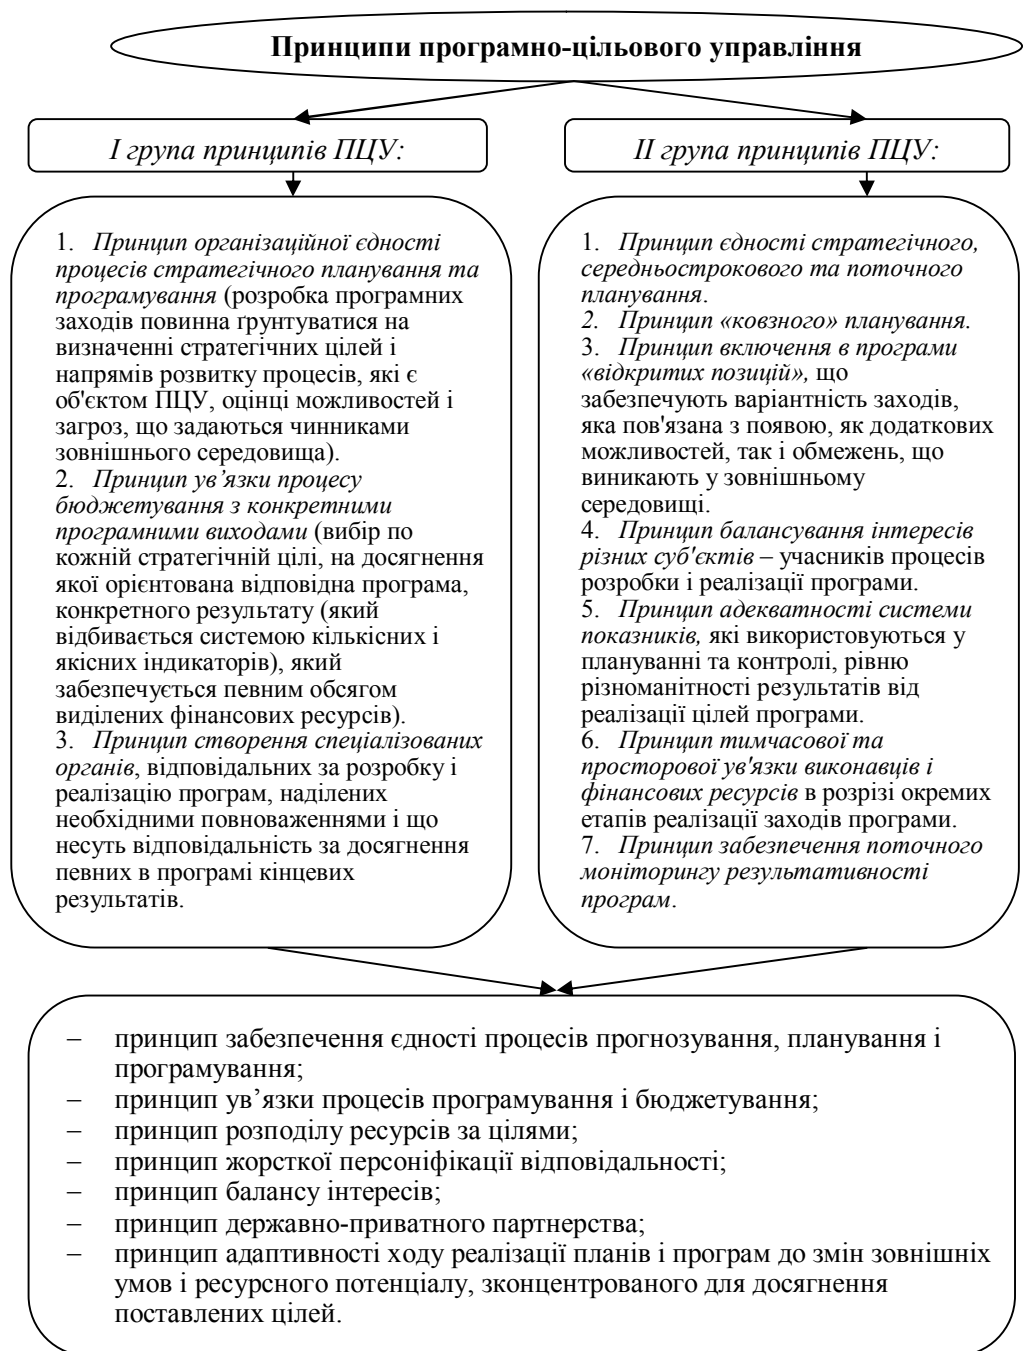 Принципи програмно-цільового управління
І група принципів ПЦУ:
ІІ група принципів ПЦУ:
1. Принцип організаційної єдності
процесів стратегічного планування та
програмування (розробка програмних
заходів повинна ґрунтуватися на
визначенні стратегічних цілей і
напрямів розвитку процесів, які є
об'єктом ПЦУ, оцінці можливостей і
загроз, що задаються чинниками
зовнішнього середовища).
2. Принцип ув’язки процесу
бюджетування з конкретними
програмними виходами (вибір по
кожній стратегічній цілі, на досягнення
якої орієнтована відповідна програма,
конкретного результату (який
відбивається системою кількісних і
якісних індикаторів), який
забезпечується певним обсягом
виділених фінансових ресурсів).
3. Принцип створення спеціалізованих
органів, відповідальних за розробку і
реалізацію програм, наділених
необхідними повноваженнями і що
несуть відповідальність за досягнення
певних в програмі кінцевих
результатів.
1. Принцип єдності стратегічного,
середньострокового та поточного
планування.
2. Принцип «ковзного» планування.
3. Принцип включення в програми
«відкритих позицій», що
забезпечують варіантність заходів,
яка пов'язана з появою, як додаткових
можливостей, так і обмежень, що
виникають у зовнішньому
середовищі.
4. Принцип балансування інтересів
різних суб'єктів – учасників процесів
розробки і реалізації програми.
5. Принцип адекватності системи
показників, які використовуються у
плануванні та контролі, рівню
різноманітності результатів від
реалізації цілей програми.
6. Принцип тимчасової та
просторової ув'язки виконавців і
фінансових ресурсів в розрізі окремих
етапів реалізації заходів програми.
7. Принцип забезпечення поточного
моніторингу результативності
програм.
– принцип забезпечення єдності процесів прогнозування, планування і
програмування;
– принцип ув’язки процесів програмування і бюджетування;
– принцип розподілу ресурсів за цілями;
– принцип жорсткої персоніфікації відповідальності;
– принцип балансу інтересів;
– принцип державно-приватного партнерства;
– принцип адаптивності ходу реалізації планів і програм до змін зовнішніх
умов і ресурсного потенціалу, зконцентрованого для досягнення
поставлених цілей.